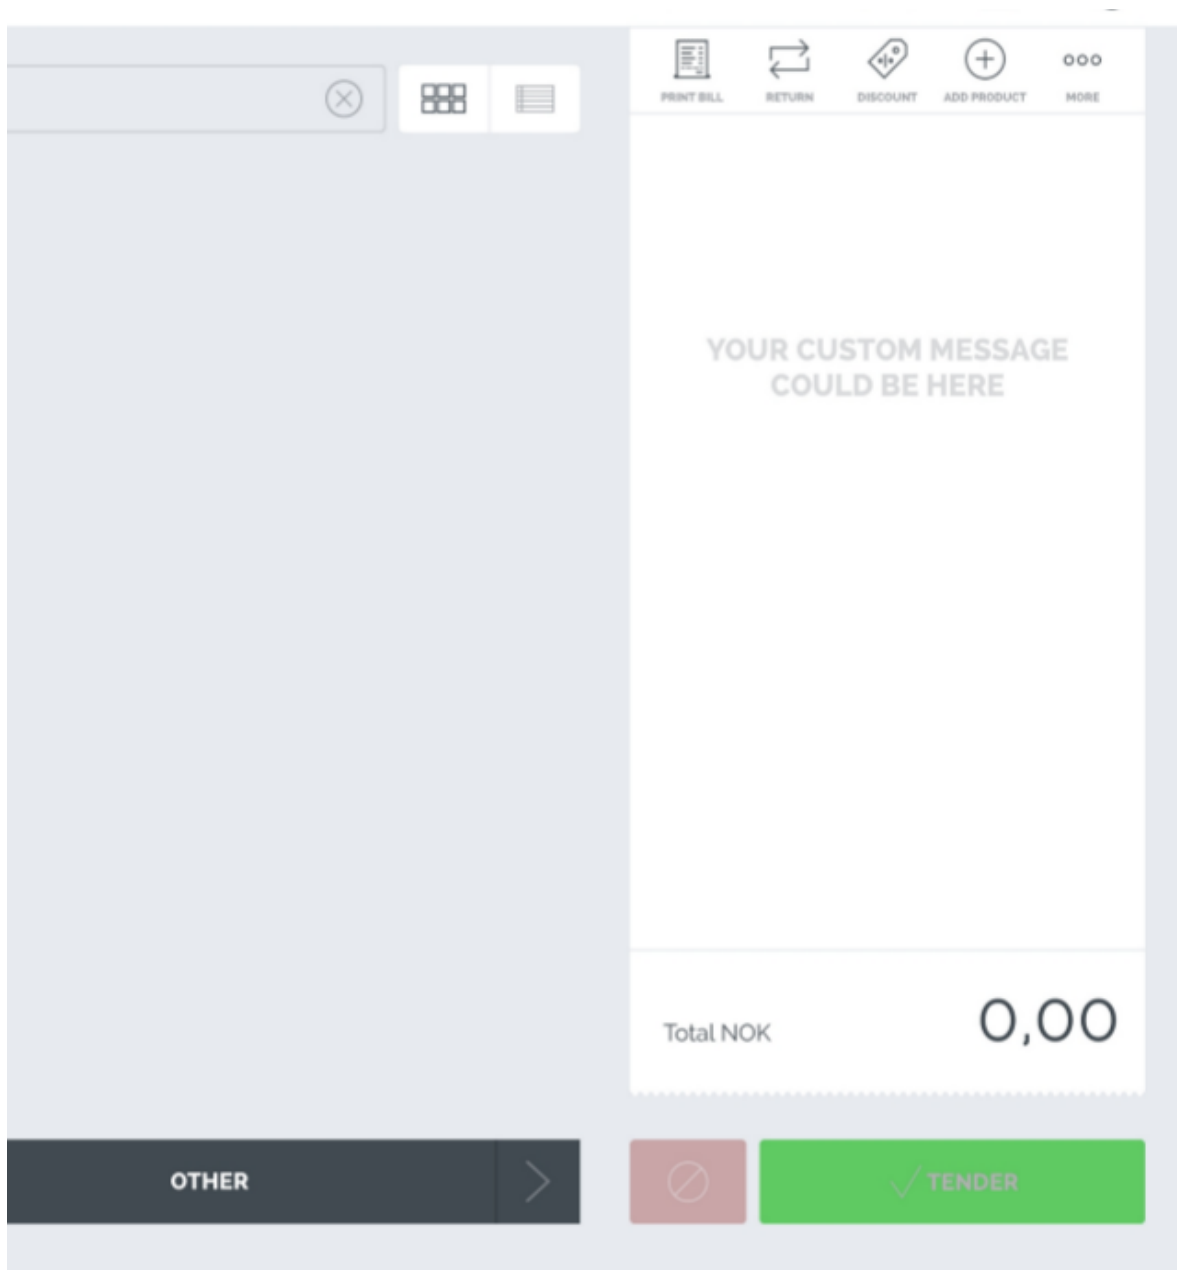 PRINT BILL
RETURN
DISCOUNT
ADD PRODUCT
MORE
YOUR CUSTOM MESSAGE
COULD BE HERE
Total NOK
0,00
OTHER
TENDER